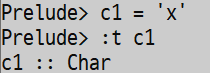 Prelude> c1 = 'x'
Prelude> :t c1
c1 :: Char